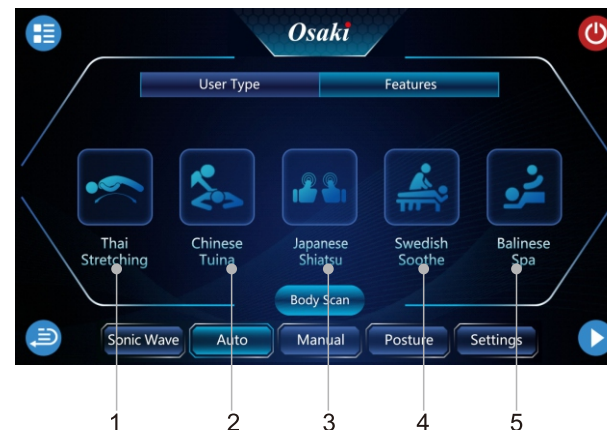 Osaki
User Type
Features
Thai
Stretching
Chinese
Tuina
Japanese
Shiatsu
Swedish
Soothe
Balinese
Spa
Body Scan
Sonic Wave
Auto
Manual
Posture
Settings
1
2
3
4
5